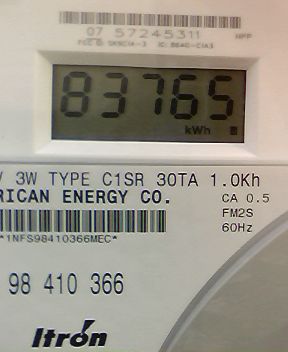 07 57245311
83765
kWh
V 3W TYPE C1SR 30TA 1.0Kh
RICAN ENERGY CO.
CA 0.5
FM2S
60Hz
*1NFS98410366MEC*
98 410 366
Itrón